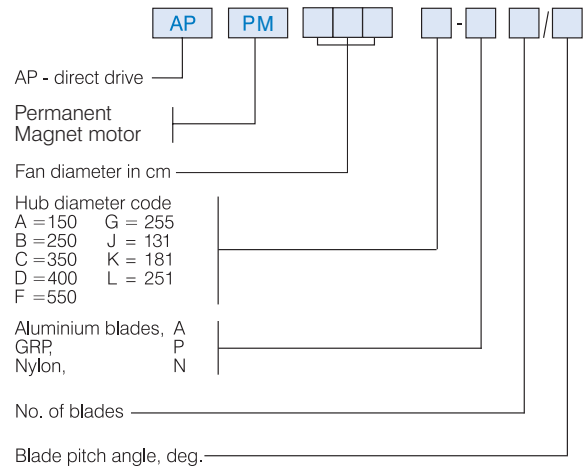 AP PM - /
AP - direct drive
Permanent
Magnet motor
Fan diameter in cm
Hub diameter code
A =150 G = 255
B =250 J = 131
C =350 K = 181
D =400 L = 251
F =550
Aluminium blades, A
GRP, P
Nylon, N
No. of blades
Blade pitch angle, deg.